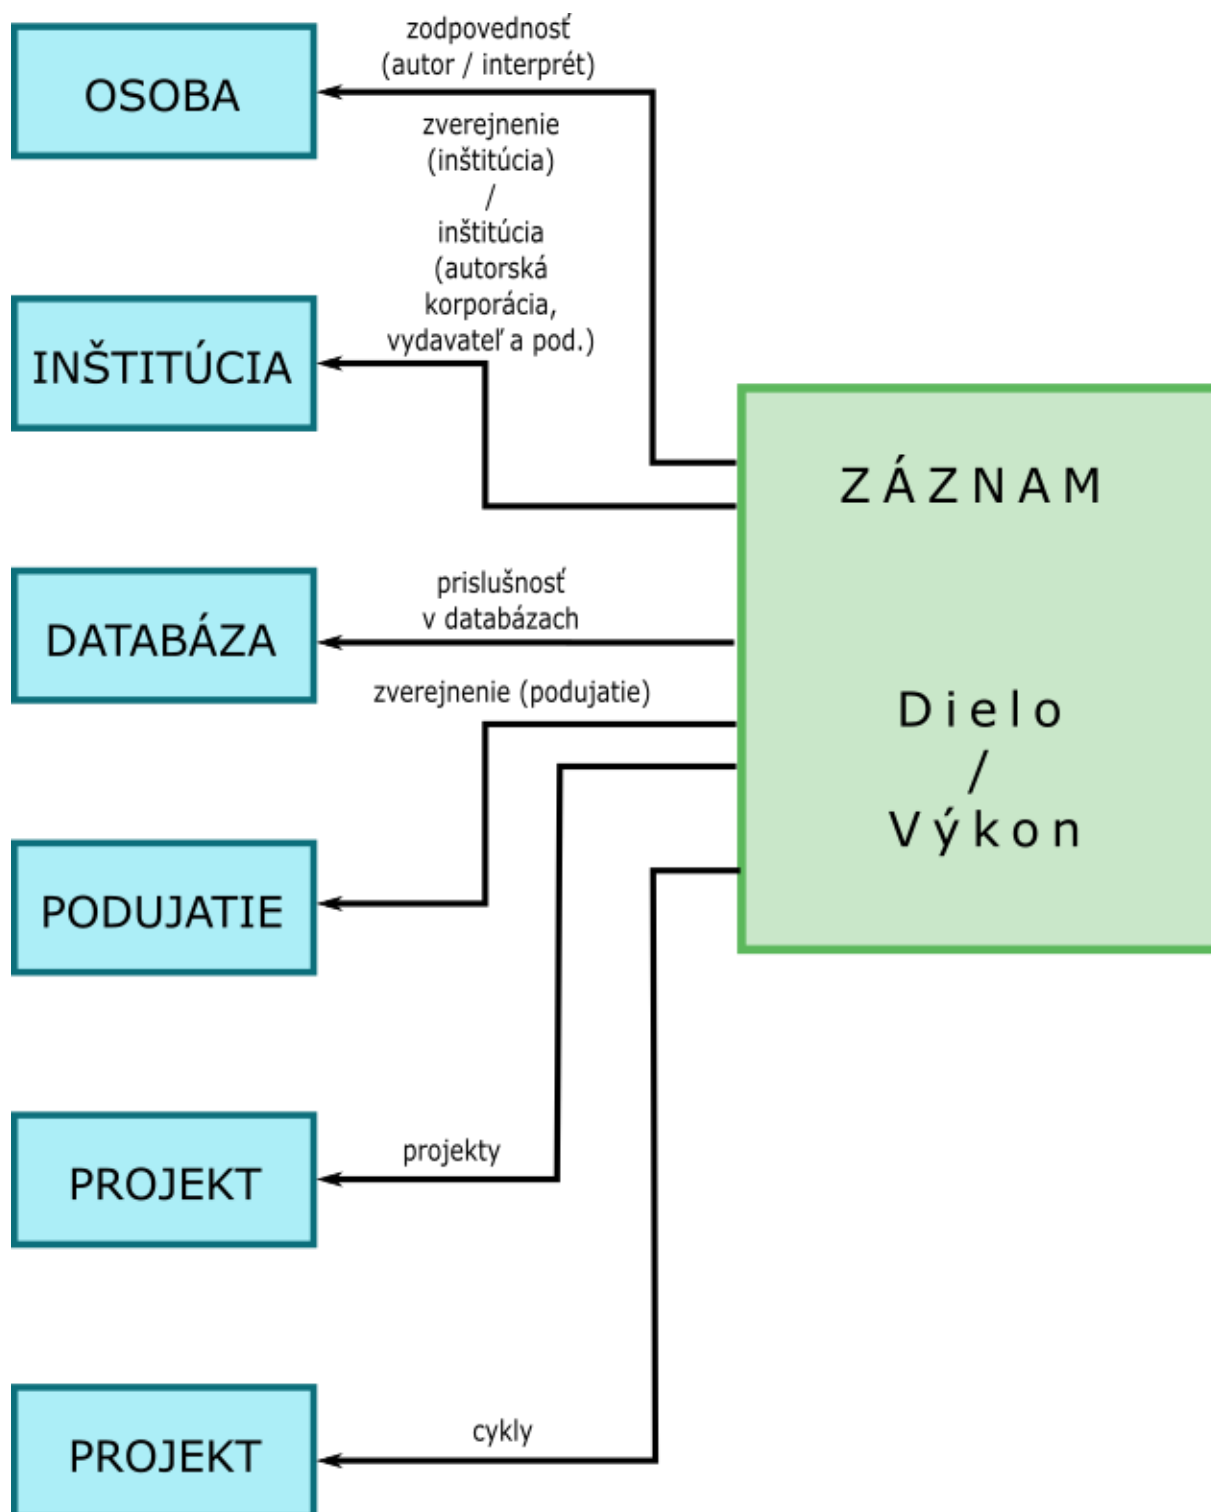 zodpovednosť
(autor / interprét)
OSOBA
zverejnenie
(inštitúcia)
/
inštitúcia
(autorská
korporácia,
vydavateľ a pod.)
INŠTITÚCIA
ZÁZNAM
prislušnosť
v databázach
DATABÁZA
zverejnenie (podujatie)
Dielo
/
Výkon
PODUJATIE
projekty
PROJEKT
cykly
PROJEKT